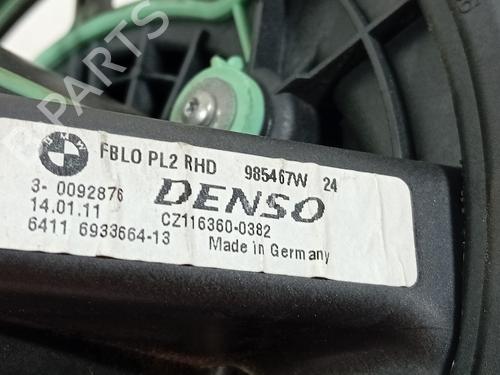 BMW
FBLO PL2 RHD 985467W 24
3- 0092876 DENSO
14.01.11 CZ116360-0382
6411 6933664-13 Made in Germany